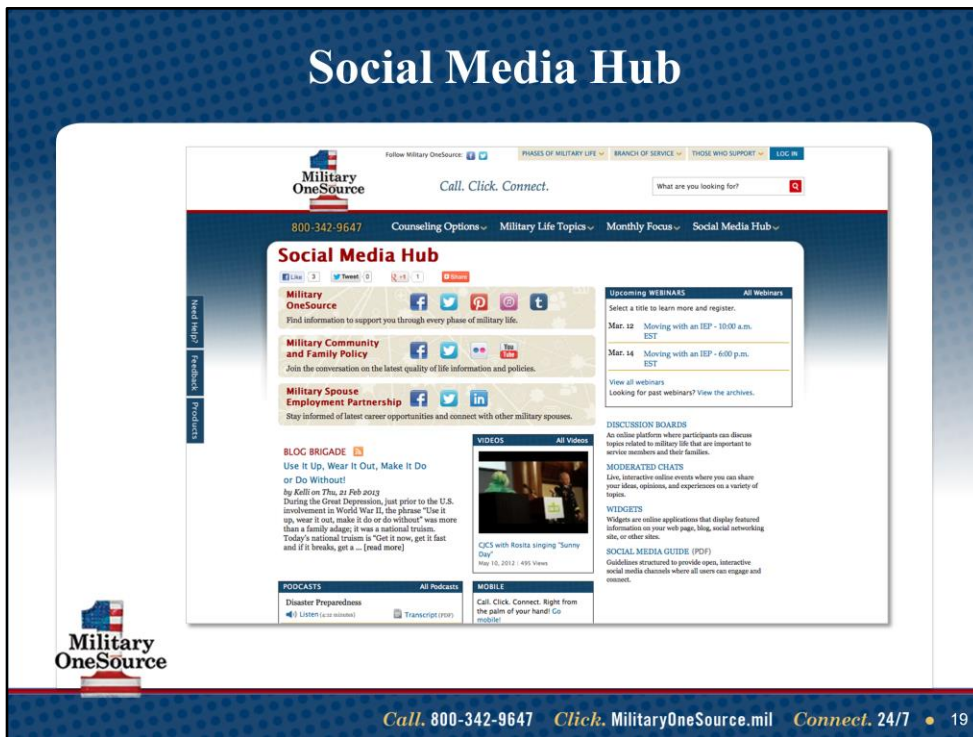 Social Media Hub
Military
OneSource
Follow Military OneSource:
PHASES OF MILITARY LIFE
BRANCH OF SERVICE
THOSE WHO SUPPORT
LOG IN
Call. Click. Connect.
What are you looking for?
800-342-9647
Counseling Options
Military Life Topics
Monthly Focus
Social Media Hub
Social Media Hub
Like 3
Tweet 0
+1 1
Share
Need Help?
Feedback
Products
Military
OneSource
Find information to support you through every phase of military life.
Military Community
and Family Policy
You
Tube
Join the conversation on the latest quality of life information and policies.
Military Spouse
Employment Partnership
Stay informed of latest career opportunities and connect with other military spouses.
BLOG BRIGADE
Use It Up, Wear It Out, Make It Do
or Do Without!
by Kelli on Thu, 21 Feb 2013
During the Great Depression, just prior to the U.S.
involvement in World War II, the phrase "Use it
up, wear it out, make it do or do without" was more
than a family adage; it was a national truism.
Today's national truism is "Get it now, get it fast
and if it breaks, get a ... [read more]
VIDEOS
All Videos
CJCS with Rosita singing "Sunny
Day"
May 10, 2012 | 495 Views
PODCASTS
All Podcasts
Disaster Preparedness
Listen (4:22 minutes)
Transcript (PDF)
MOBILE
Call. Click. Connect. Right from
the palm of your hand! Go
mobile!
Upcoming WEBINARS
All Webinars
Select a title to learn more and register.
Mar. 12 Moving with an IEP - 10:00 a.m.
EST
Mar. 14 Moving with an IEP - 6:00 p.m.
EST
View all webinars
Looking for past webinars? View the archives.
DISCUSSION BOARDS
An online platform where participants can discuss
topics related to military life that are important to
service members and their families.
MODERATED CHATS
Live, interactive online events where you can share
your ideas, opinions, and experiences on a variety of
topics.
WIDGETS
Widgets are online applications that display featured
information on your web page, blog, social networking
site, or other sites.
SOCIAL MEDIA GUIDE (PDF)
Guidelines structured to provide open, interactive
social media channels where all users can engage and
connect.
Military
OneSource
Call. 800-342-9647 Click. MilitaryOneSource.mil Connect. 24/7 • 19